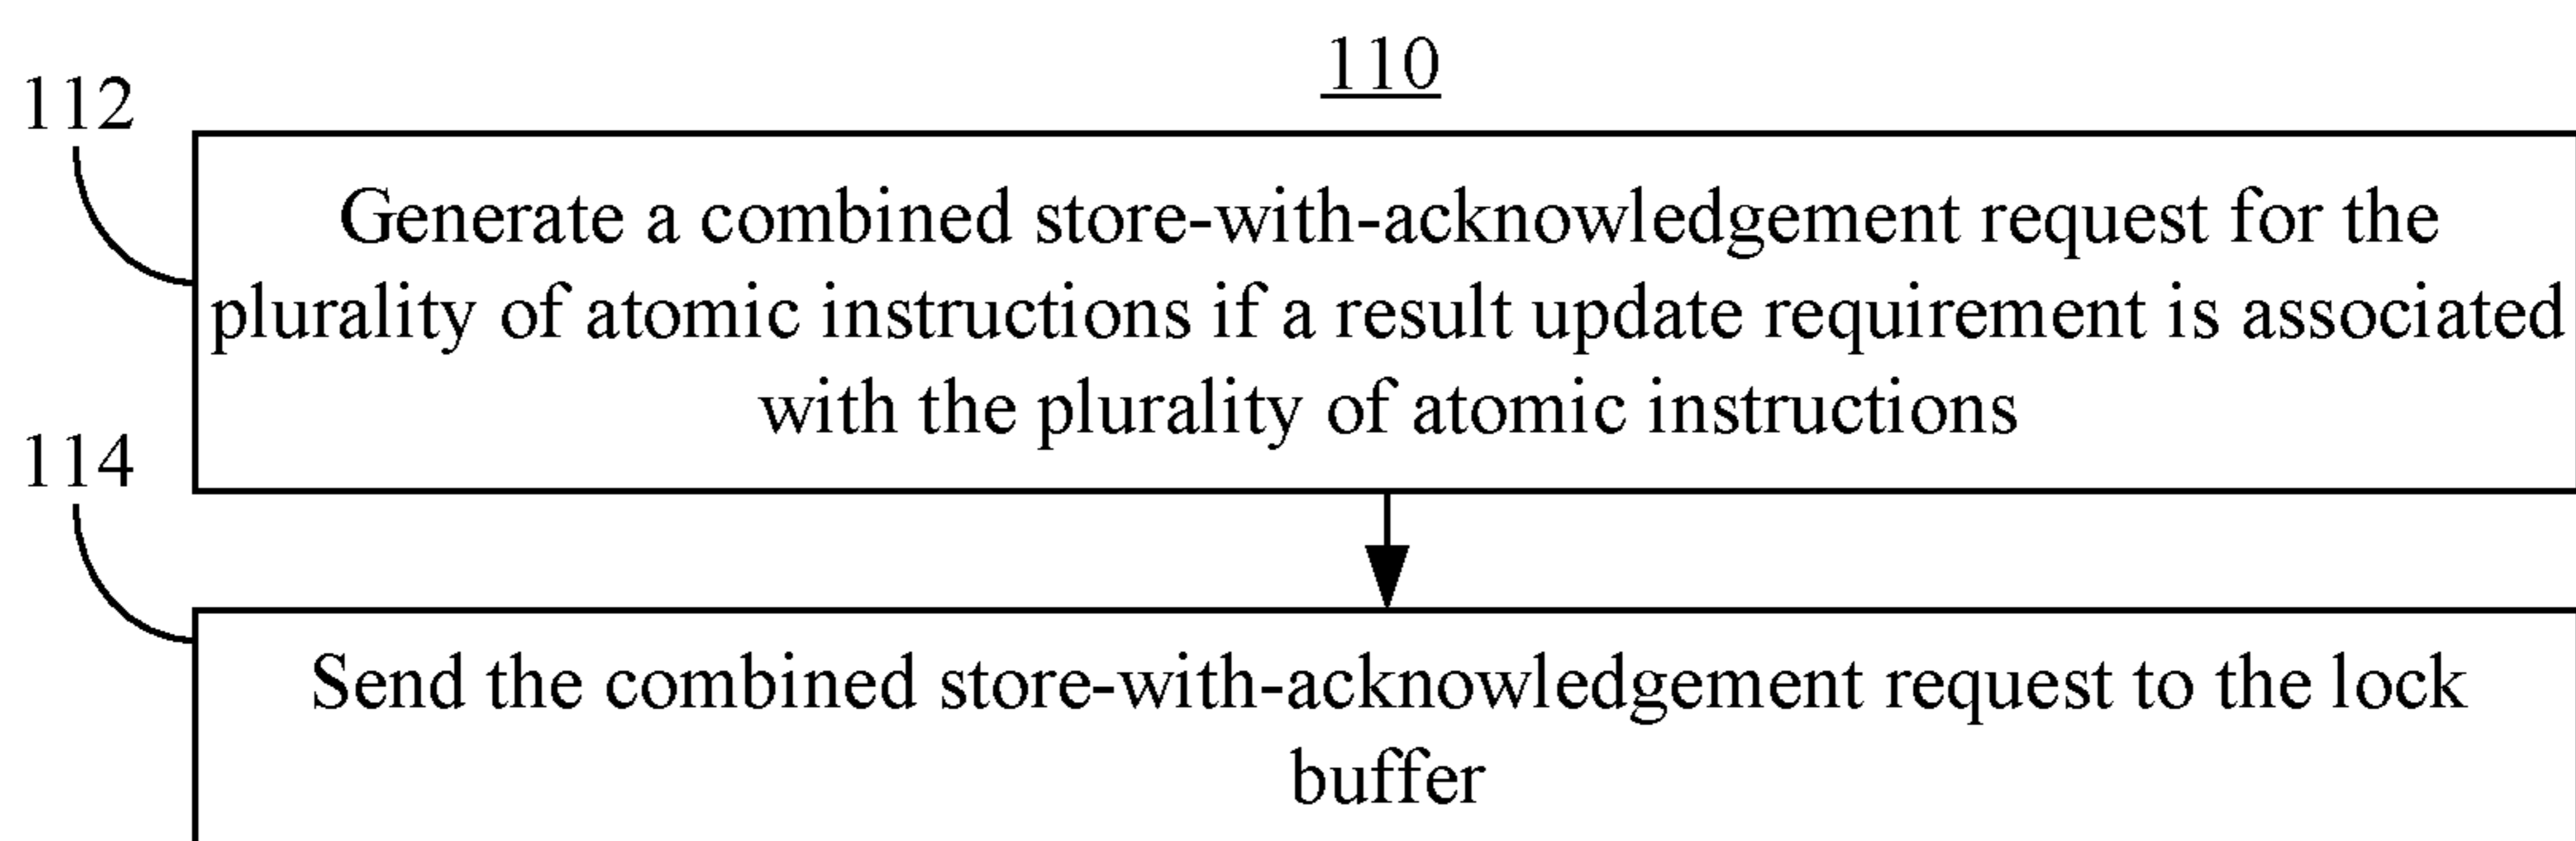 110
112
Generate a combined store-with-acknowledgement request for the
plurality of atomic instructions if a result update requirement is associated
with the plurality of atomic instructions
114
Send the combined store-with-acknowledgement request to the lock
buffer